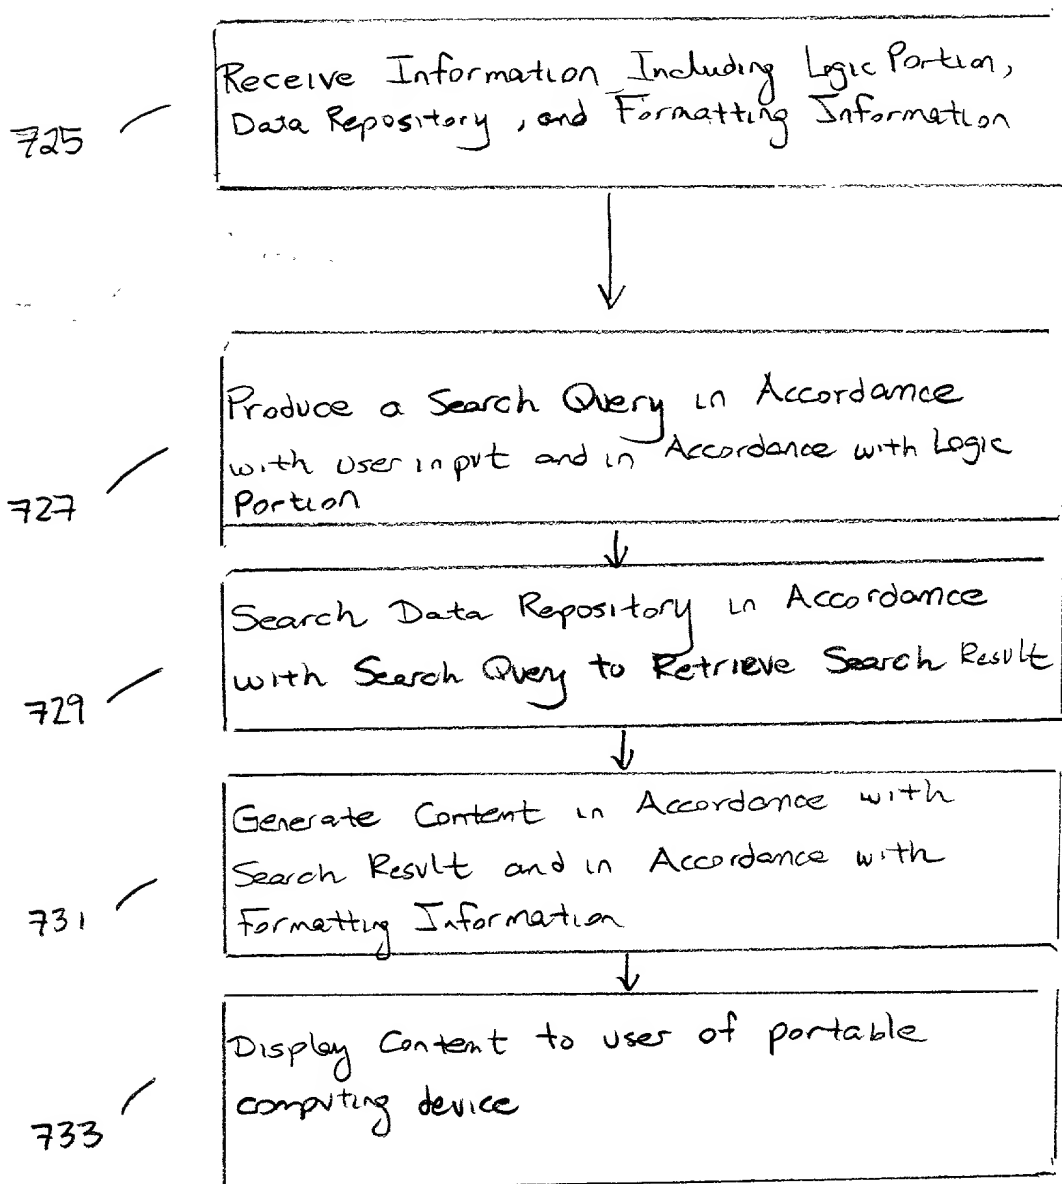 Receive Information Including Logic Portion,
725
Data Repository, and Formatting Information
Produce a Search Query in Accordance
with user input and in Accordance with Logic
727
Portion
Search Data Repository in Accordance
with Search Query to Retrieve Search Result
729
Generate Content in Accordance with
Search Result and in Accordance with
731
Formatting Information
Display Content to user of portable
computing device
733